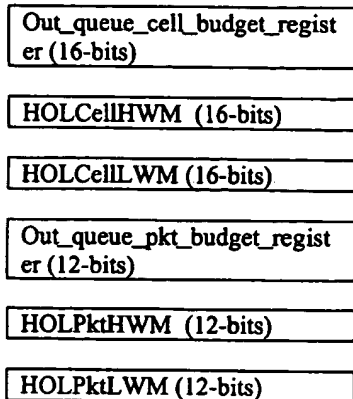 Out_queue_cell_budget_regist
er (16-bits)
HOLCellHWM (16-bits)
HOLCellLWM (16-bits)
Out_queue_pkt_budget_regist
er (12-bits)
HOLPktHWM (12-bits)
HOLPktLWM (12-bits)